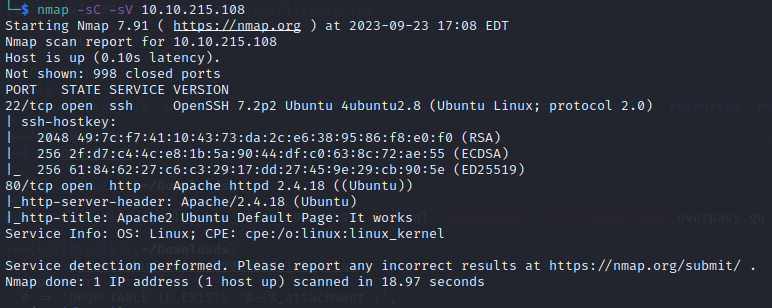 └─$ nmap -sC -sV 10.10.215.108
Starting Nmap 7.91 ( https://nmap.org ) at 2023-09-23 17:08 EDT
Nmap scan report for 10.10.215.108
Host is up (0.10s latency).
Not shown: 998 closed ports
PORT   STATE SERVICE VERSION
22/tcp open  ssh     OpenSSH 7.2p2 Ubuntu 4ubuntu2.8 (Ubuntu Linux; protocol 2.0)
| ssh-hostkey:
|   2048 49:7c:f7:41:10:43:73:da:2c:e6:38:95:86:f8:e0:f0 (RSA)
|   256 2f:d7:c4:4c:e8:1b:5a:90:44:df:c0:63:8c:72:ae:55 (ECDSA)
|_  256 61:84:62:27:c6:c3:29:17:dd:27:45:9e:29:cb:90:5e (ED25519)
80/tcp open  http    Apache httpd 2.4.18 ((Ubuntu))
|_http-server-header: Apache/2.4.18 (Ubuntu)
|_http-title: Apache2 Ubuntu Default Page: It works
overpass.go
Service Info: OS: Linux; CPE: cpe:/o:linux:linux_kernel
Service detection performed. Please report any incorrect results at https://nmap.org/submit/ .
Nmap done: 1 IP address (1 host up) scanned in 18.97 seconds